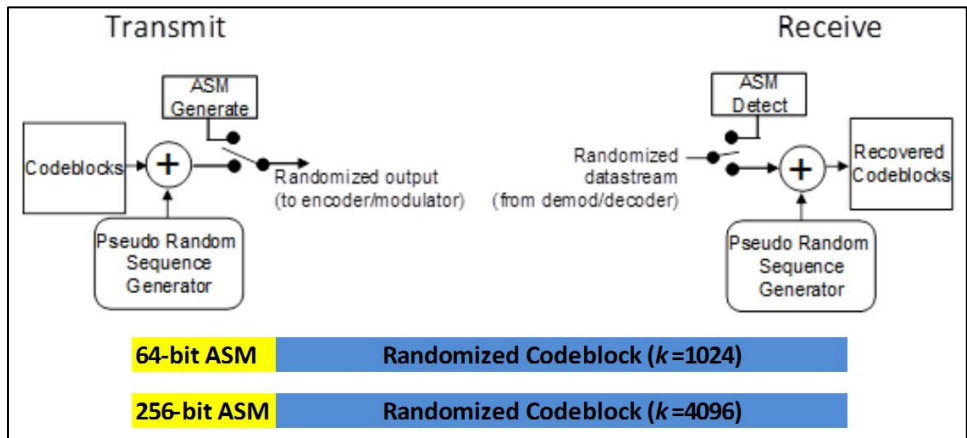 Transmit
Receive
ASM
Generate
ASM
Detect
Codeblocks
+
Randomized output
(to encoder/modulator)
Randomized
datastream
(from demod/decoder)
+
Recovered
Codeblocks
Pseudo Random
Sequence
Generator
Pseudo Random
Sequence
Generator
64-bit ASM
Randomized Codeblock (k=1024)
256-bit ASM
Randomized Codeblock (k=4096)